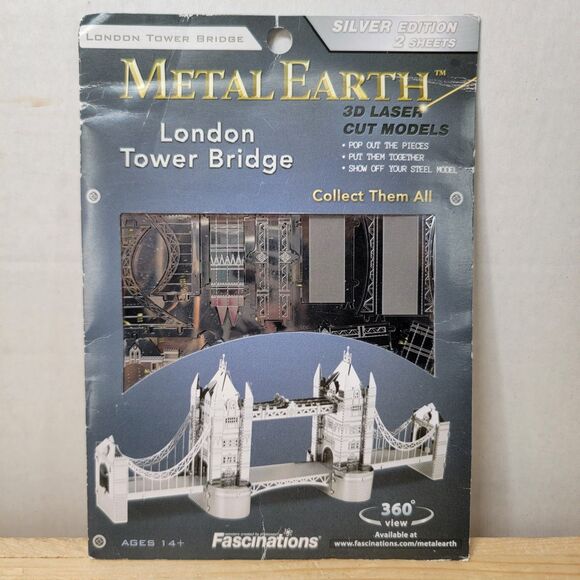 LONDON TOWER BRIDGE
SILVER EDITION
2 SHEETS
METAL EARTH™
3D LASER
CUT MODELS
• POP OUT THE PIECES
• PUT THEM TOGETHER
• SHOW OFF YOUR STEEL MODEL
London
Tower Bridge
Collect Them All
360°
view
AGES 14+
Fascinations®
Available at
www.fascinations.com/metalearth